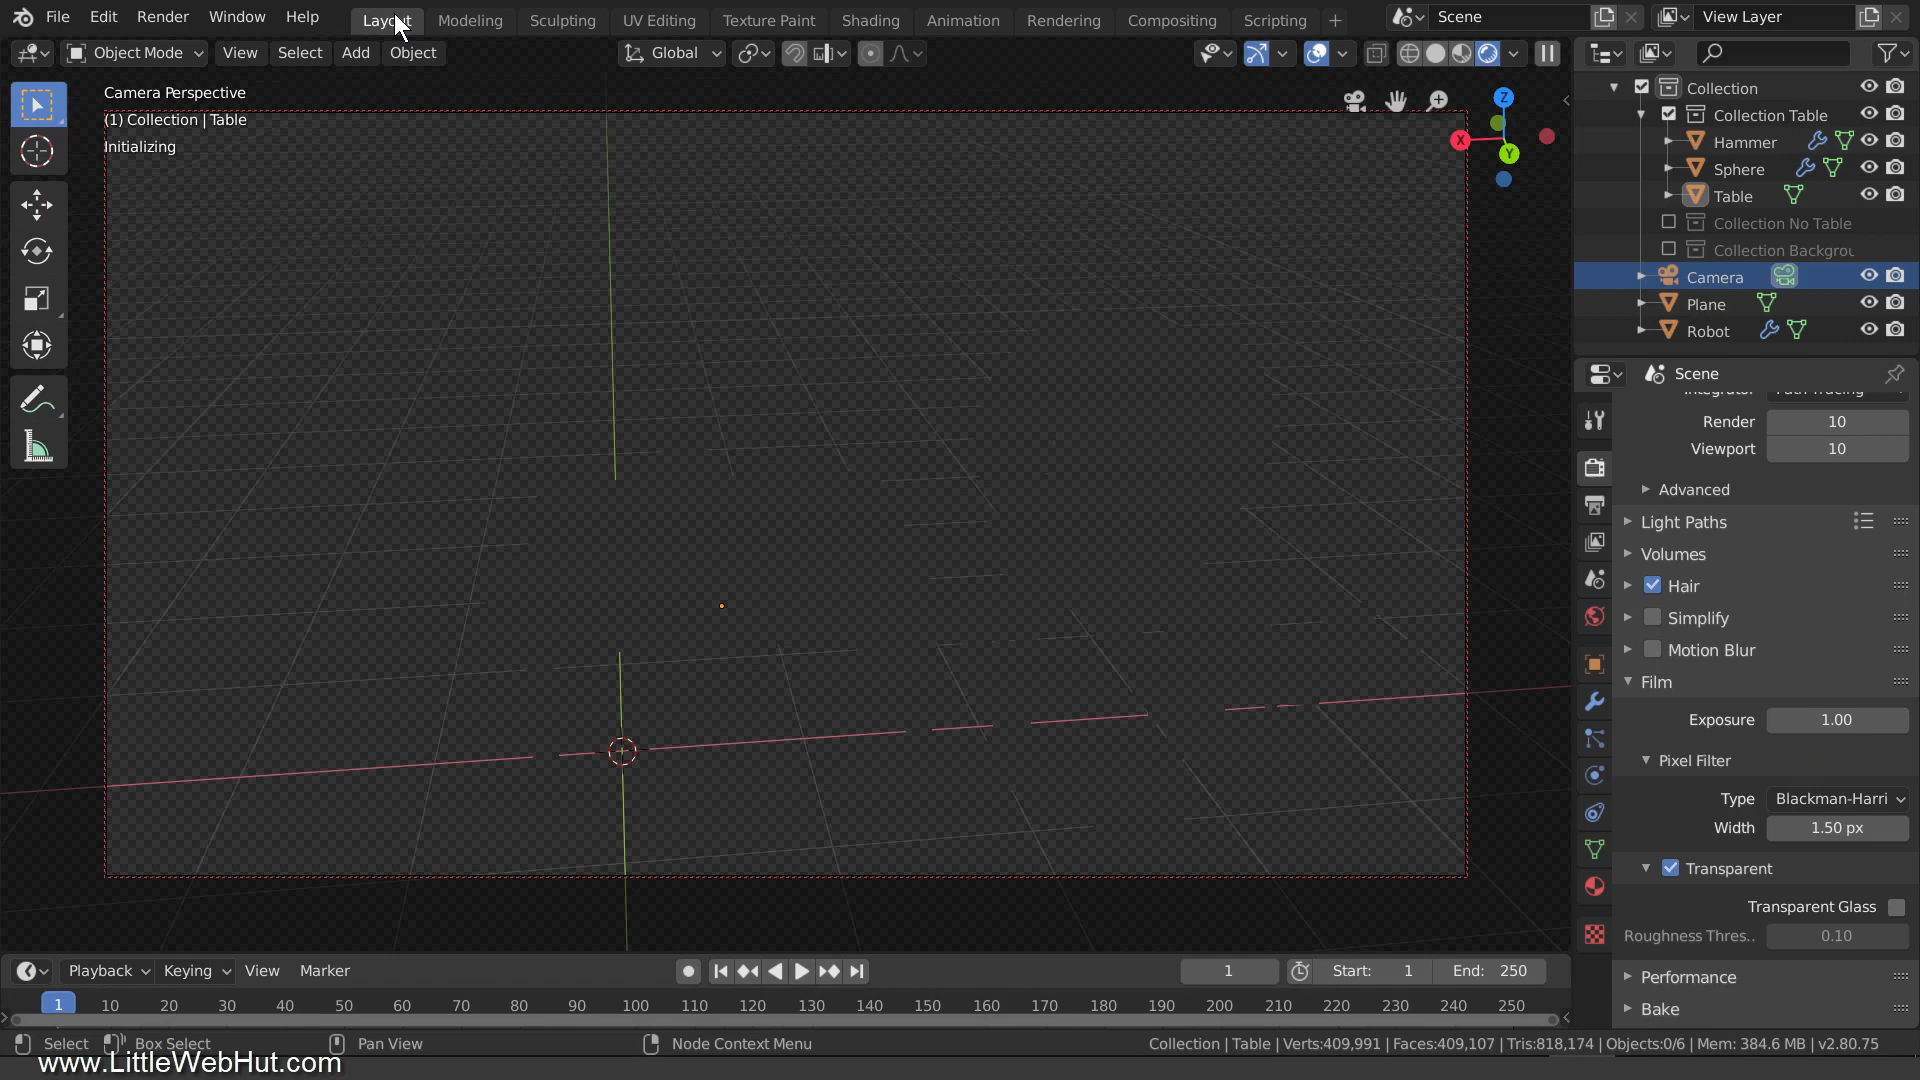 File Edit Render Window Help Layout Modeling Sculpting UV Editing Texture Paint Shading Animation Rendering Compositing Scripting + Scene View Layer
Object Mode View Select Add Object Global
Camera Perspective
(1) Collection | Table
Initializing
Z
X
Y
Collection
Collection Table
Hammer
Sphere
Table
Collection No Table
Collection Backgrou
Camera
Plane
Robot
Scene
Render 10
Viewport 10
Advanced
Light Paths
Volumes
Hair
Simplify
Motion Blur
Film
Exposure 1.00
Pixel Filter
Type Blackman-Harri
Width 1.50 px
Transparent
Transparent Glass
Roughness Thres.. 0.10
Performance
Bake
Playback Keying View Marker 1 Start: 1 End: 250
1 10 20 30 40 50 60 70 80 90 100 110 120 130 140 150 160 170 180 190 200 210 220 230 240 250
Select Box Select Pan View Node Context Menu Collection | Table | Verts:409,991 | Faces:409,107 | Tris:818,174 | Objects:0/6 | Mem: 384.6 MB | v2.80.75
www.LittleWebHut.com